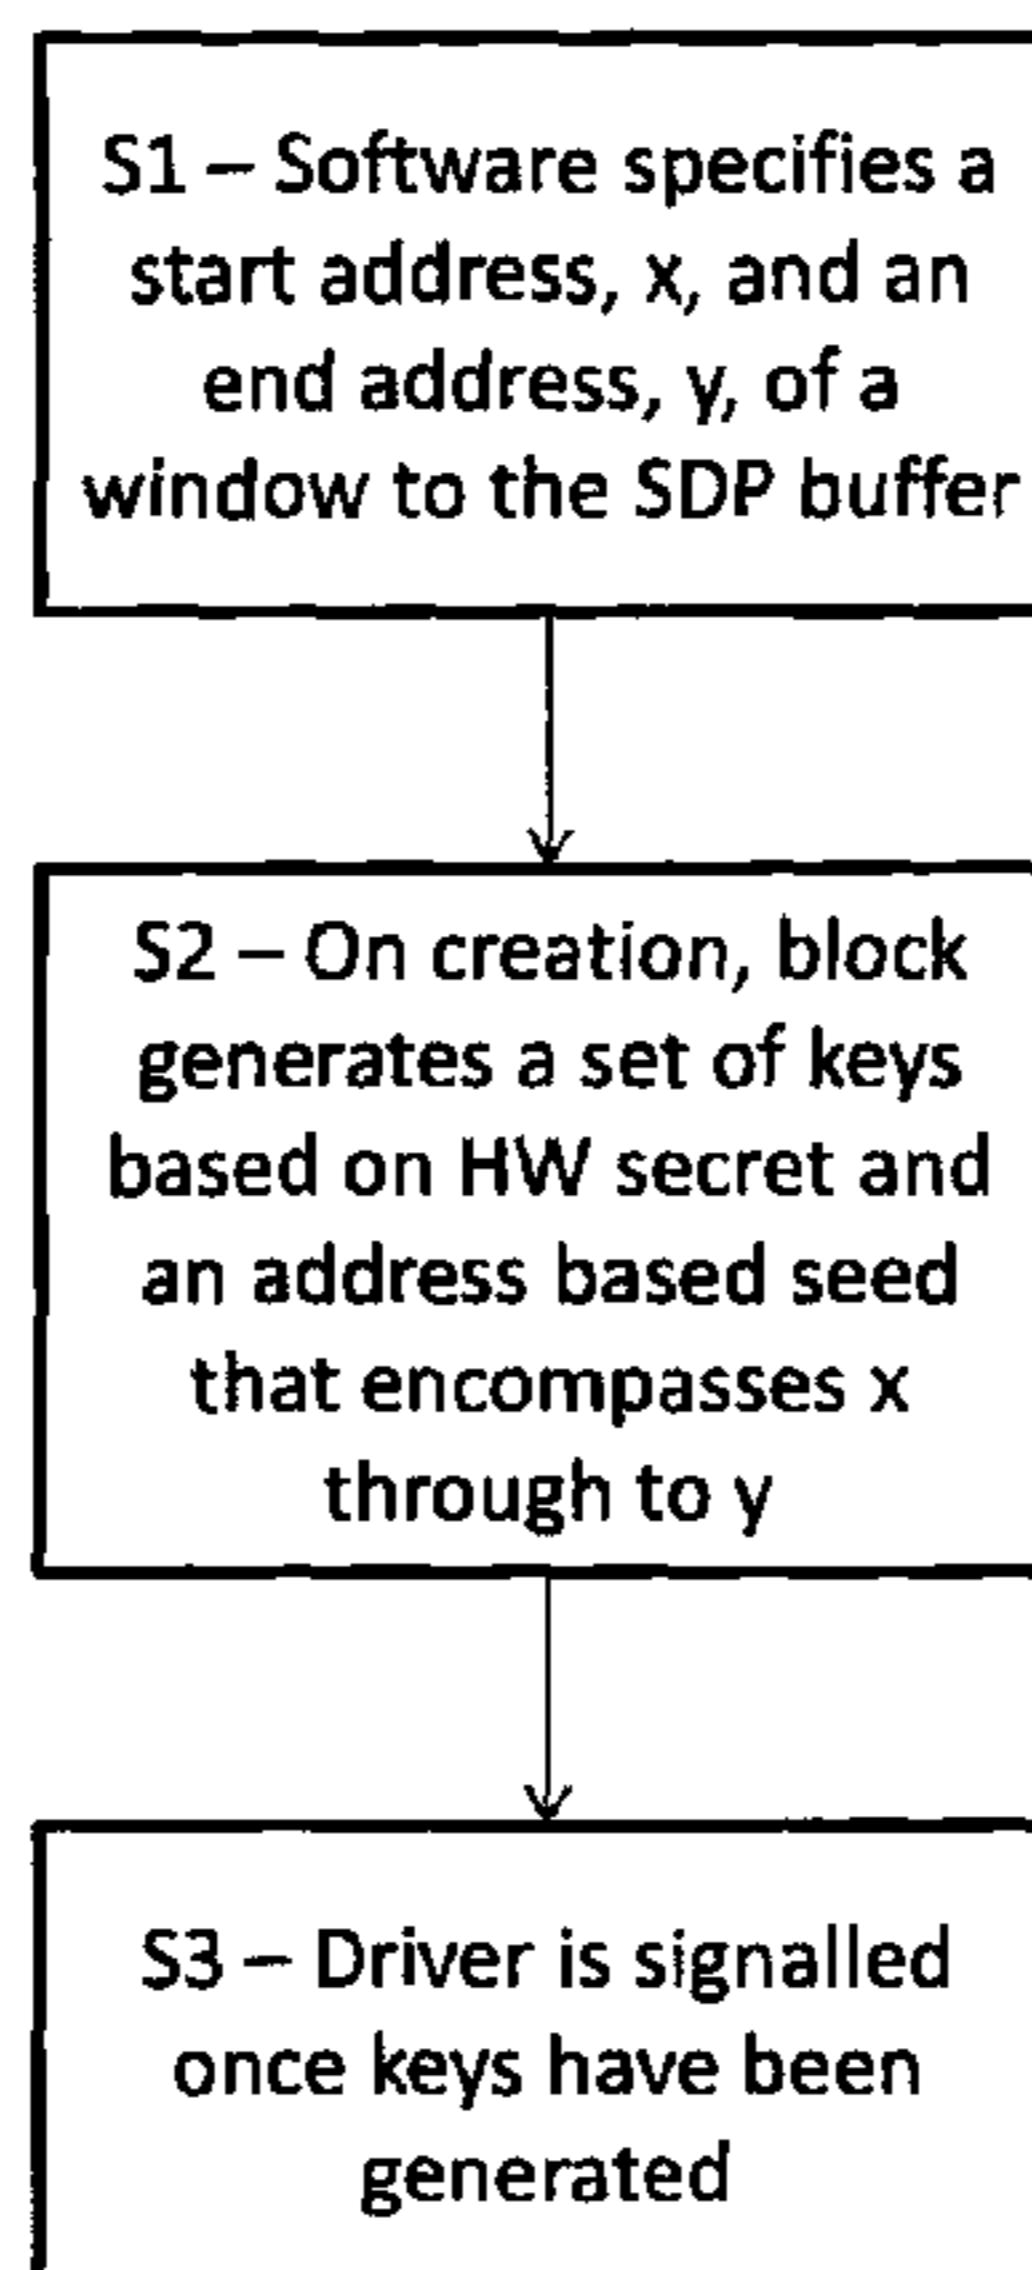 S1 – Software specifies a
start address, x, and an
end address, y, of a
window to the SDP buffer
S2 – On creation, block
generates a set of keys
based on HW secret and
an address based seed
that encompasses x
through to y
S3 – Driver is signalled
once keys have been
generated